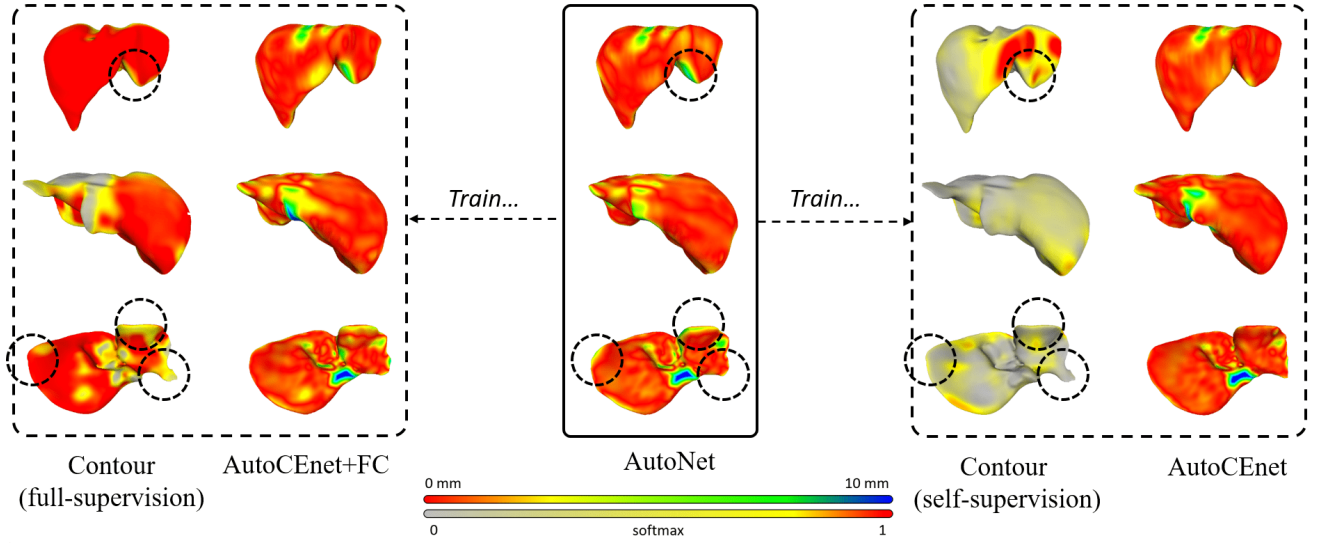 Train...
Train...
Contour
(full-supervision)
AutoCEnet+FC
AutoNet
Contour
(self-supervision)
AutoCEnet
0 mm
10 mm
0
softmax
1